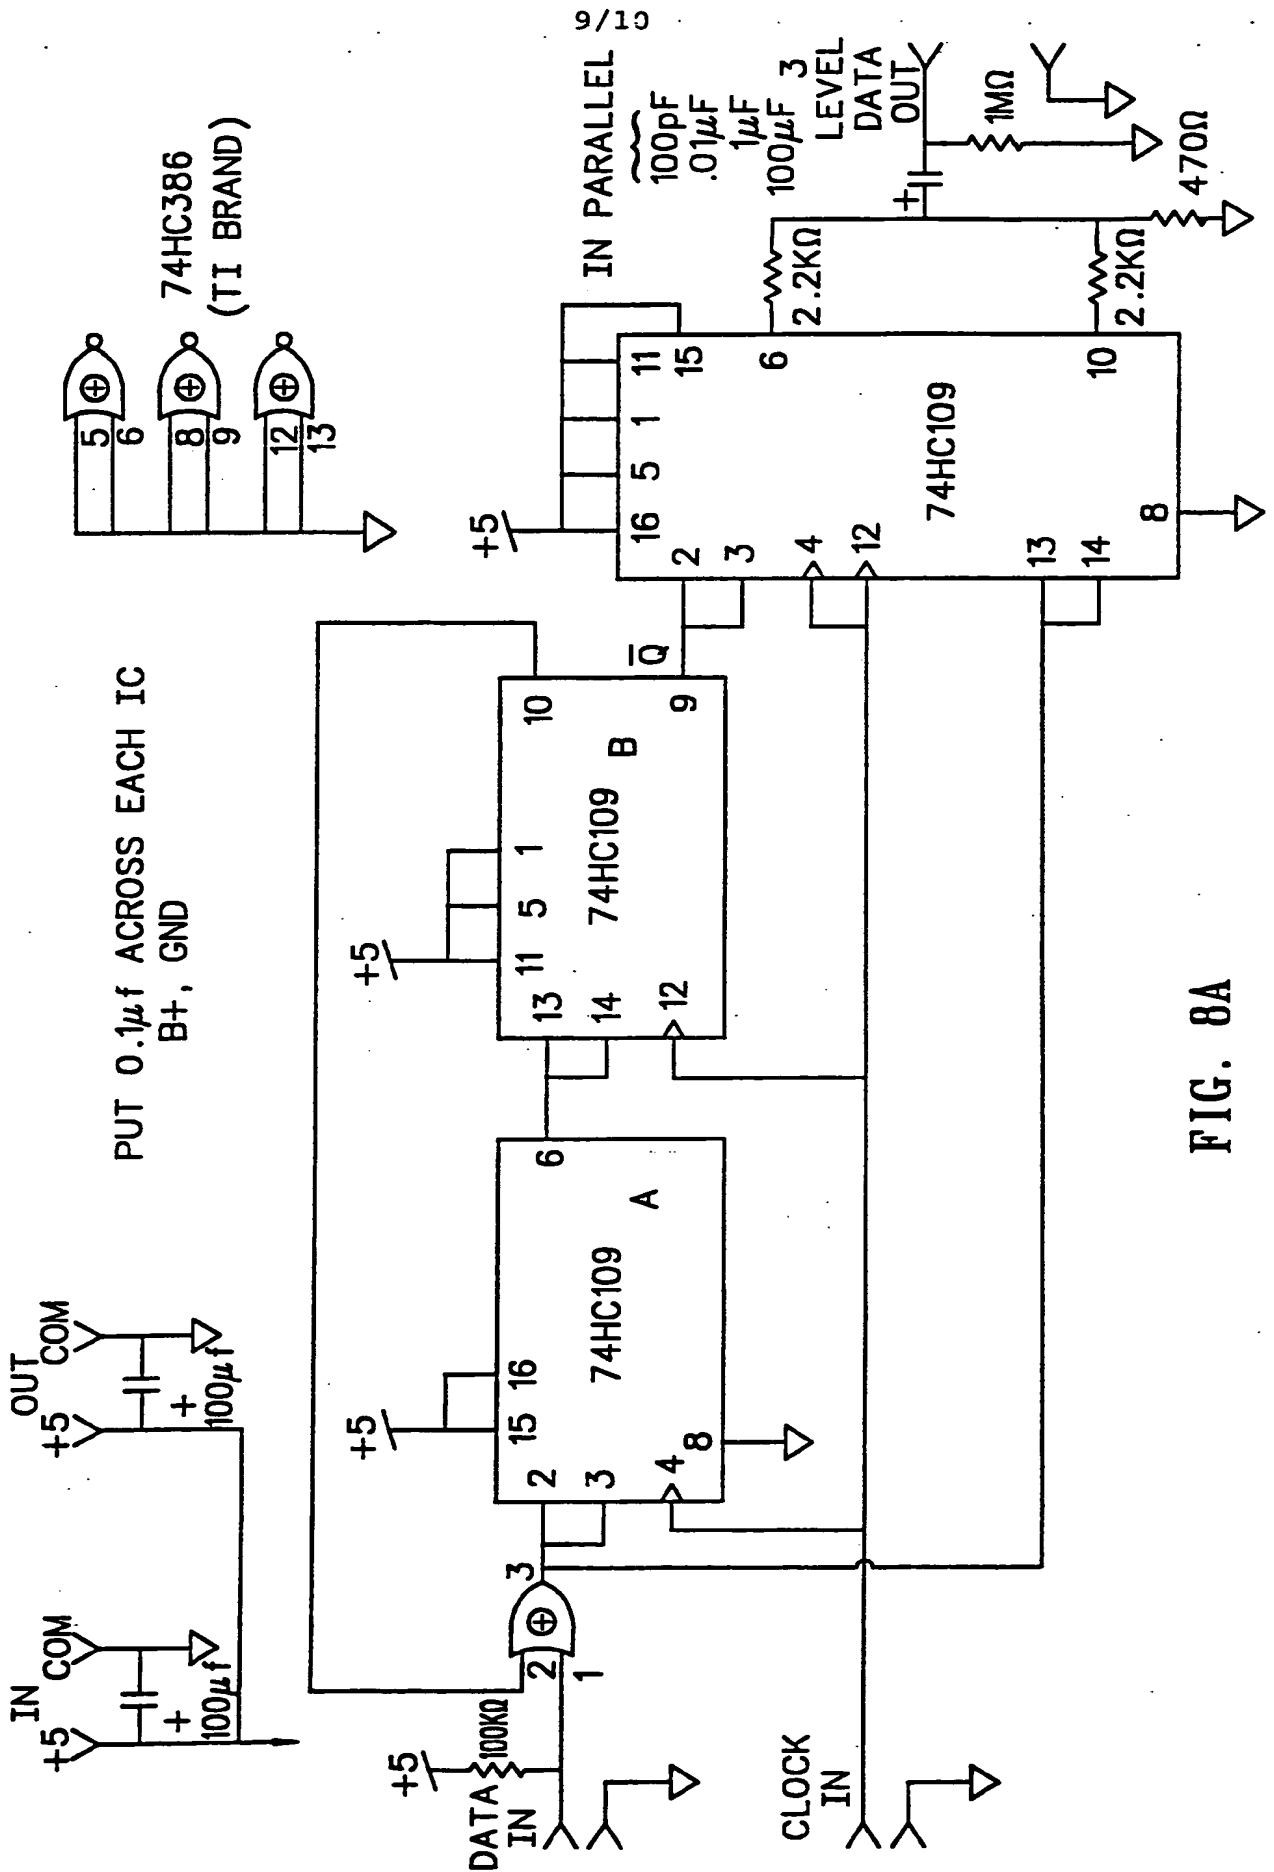 9/10
IN
+5 COM
+
100µf
OUT
+5 COM
+
100µf
PUT 0.1µf ACROSS EACH IC
B+, GND
5
6
8
9
12
13
74HC386
(TI BRAND)
+5
100KΩ
DATA
IN
2
1
3
+5
15 16
2
3
4
8
6
74HC109
A
+5
11 5 1
13
14
12
10
9
74HC109
B
Q̅
+5
16 5 1 11
15
2
3
4
12
13
14
8
6
10
74HC109
2.2KΩ
2.2KΩ
IN PARALLEL
100pF
.01µF
1µF
100µF
+
3
LEVEL
DATA
OUT
1MΩ
470Ω
CLOCK
IN
FIG. 8A